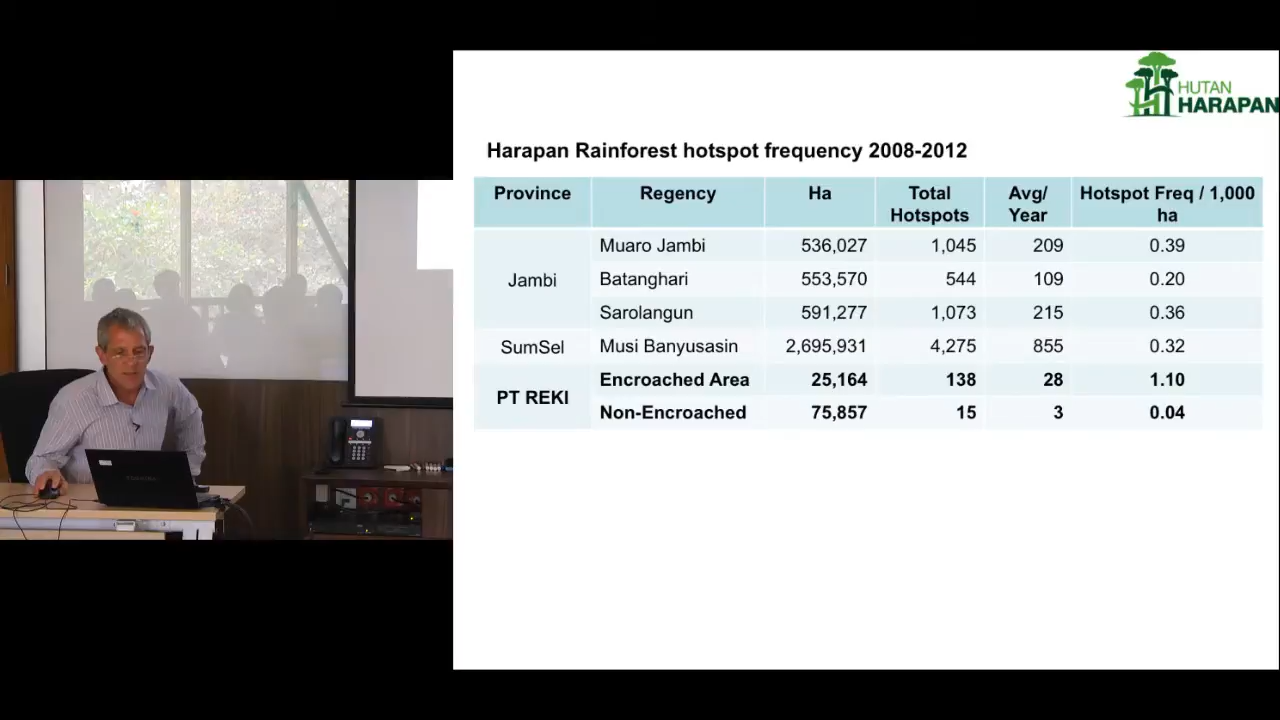 HUTAN
HARAPAN
Harapan Rainforest hotspot frequency 2008-2012
Province Regency Ha Total Hotspots Avg/ Year Hotspot Freq / 1,000 ha
Jambi Muaro Jambi 536,027 1,045 209 0.39
Batanghari 553,570 544 109 0.20
Sarolangun 591,277 1,073 215 0.36
SumSel Musi Banyusasin 2,695,931 4,275 855 0.32
PT REKI Encroached Area 25,164 138 28 1.10
Non-Encroached 75,857 15 3 0.04